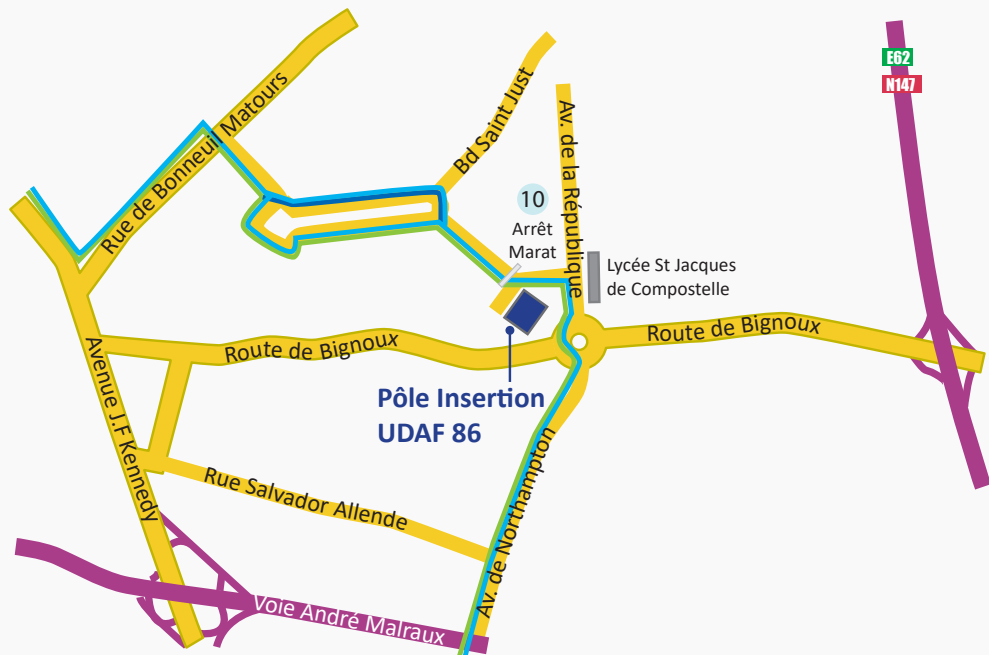 E62
N147
Rue de Bonneuil Matours
Bd Saint Just
Av. de la République
10
Arrêt
Marat
Lycée St Jacques
de Compostelle
Route de Bignoux
Route de Bignoux
Avenue J.F Kennedy
Pôle Insertion
UDAF 86
Rue Salvador Allende
Av. de Northampton
Voie André Malraux